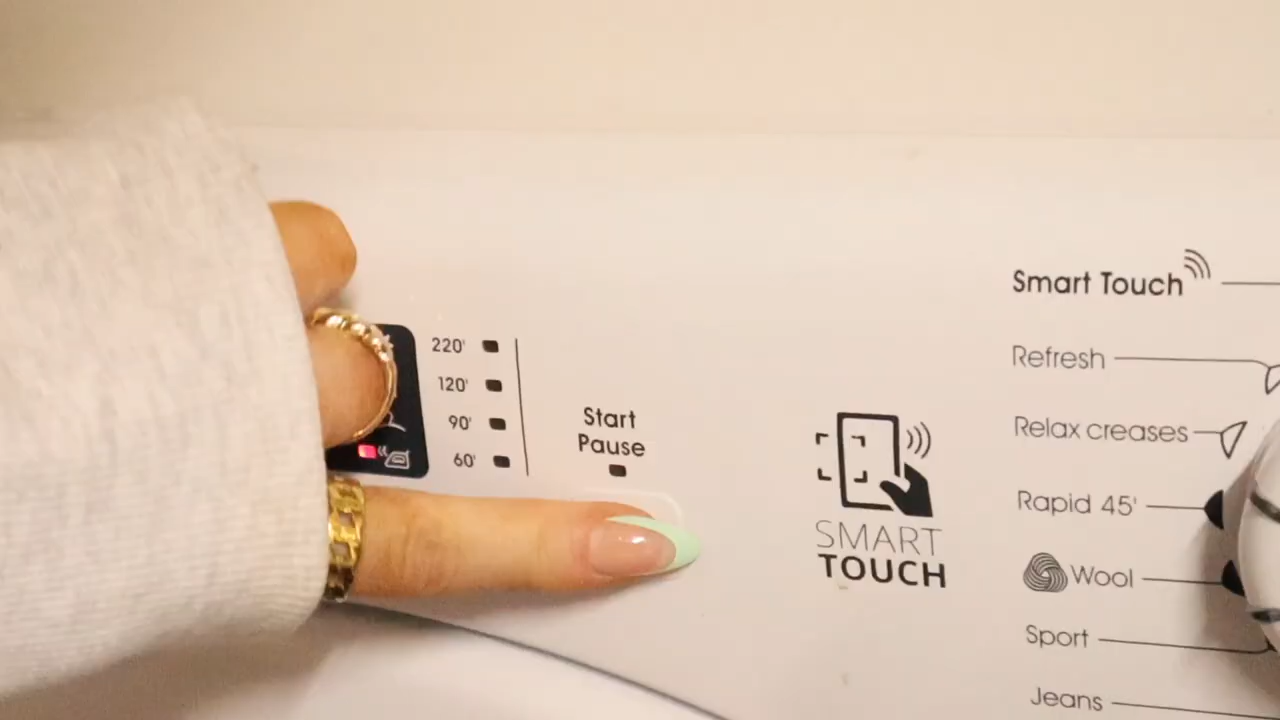 220'
120'
90'
60'
Start
Pause
SMART
TOUCH
Smart Touch
Refresh
Relax creases
Rapid 45'
Wool
Sport
Jeans